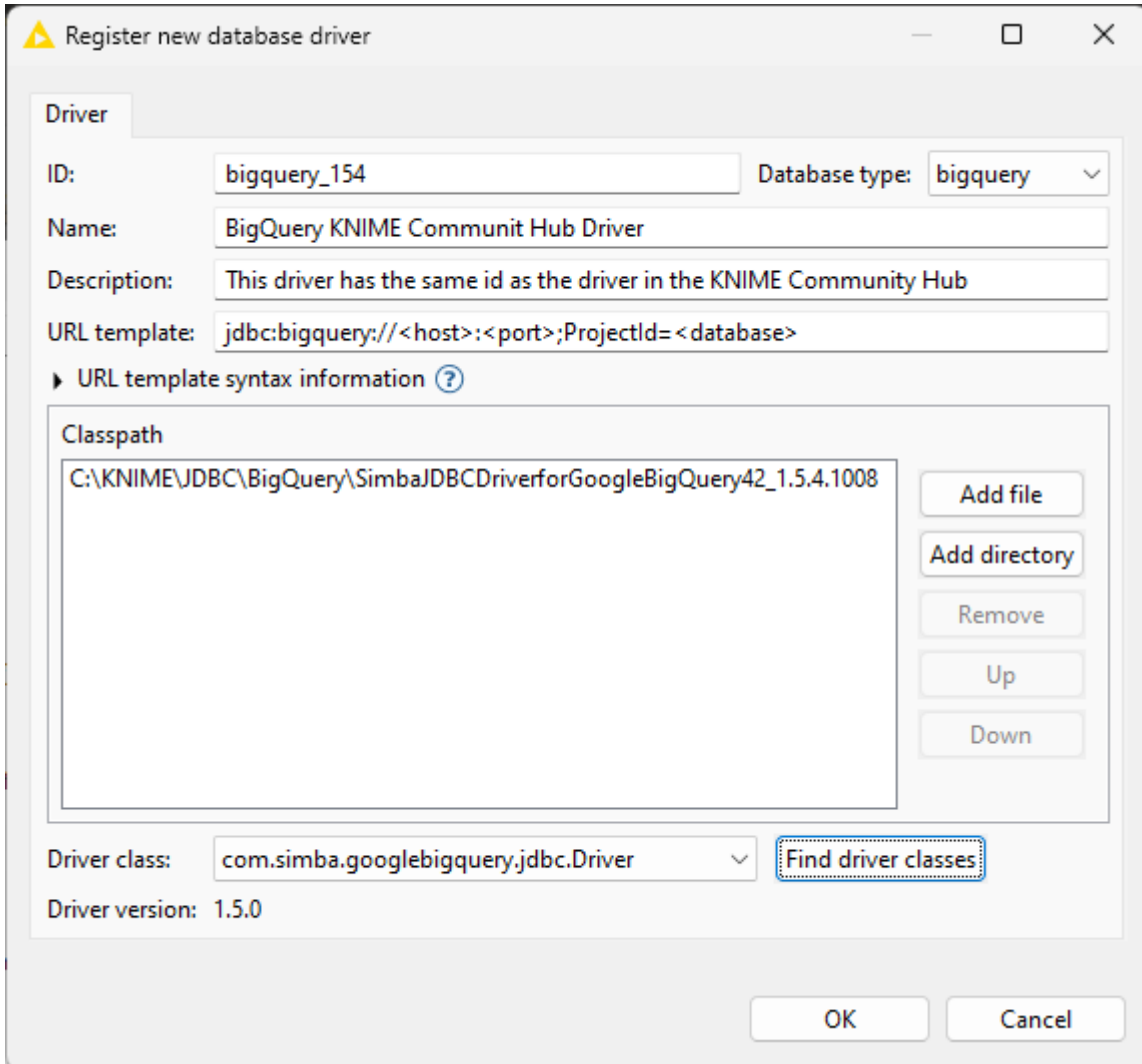 Register new database driver
Driver
ID: bigquery_154 Database type: bigquery
Name: BigQuery KNIME Communit Hub Driver
Description: This driver has the same id as the driver in the KNIME Community Hub
URL template: jdbc:bigquery://<host>:<port>;ProjectId=<database>
URL template syntax information ?
Classpath
C:\KNIME\JDBC\BigQuery\SimbaJDBCDriverforGoogleBigQuery42_1.5.4.1008
Add file
Add directory
Remove
Up
Down
Driver class: com.simba.googlebigquery.jdbc.Driver Find driver classes
Driver version: 1.5.0
OK Cancel